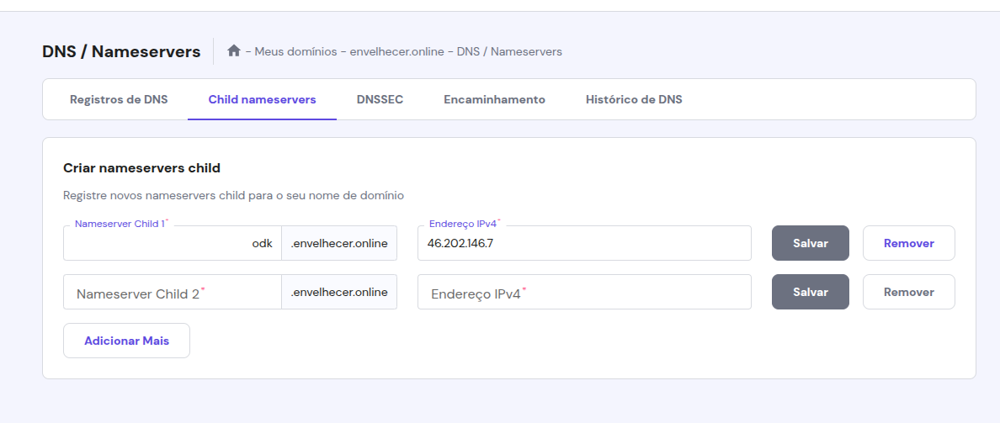 DNS / Nameservers
- Meus domínios - envelhecer.online - DNS / Nameservers
Registros de DNS Child nameservers DNSSEC Encaminhamento Histórico de DNS
Criar nameservers child
Registre novos nameservers child para o seu nome de domínio
Nameserver Child 1* Endereço IPv4*
odk .envelhecer.online 46.202.146.7 Salvar Remover
Nameserver Child 2* .envelhecer.online Endereço IPv4* Salvar Remover
Adicionar Mais